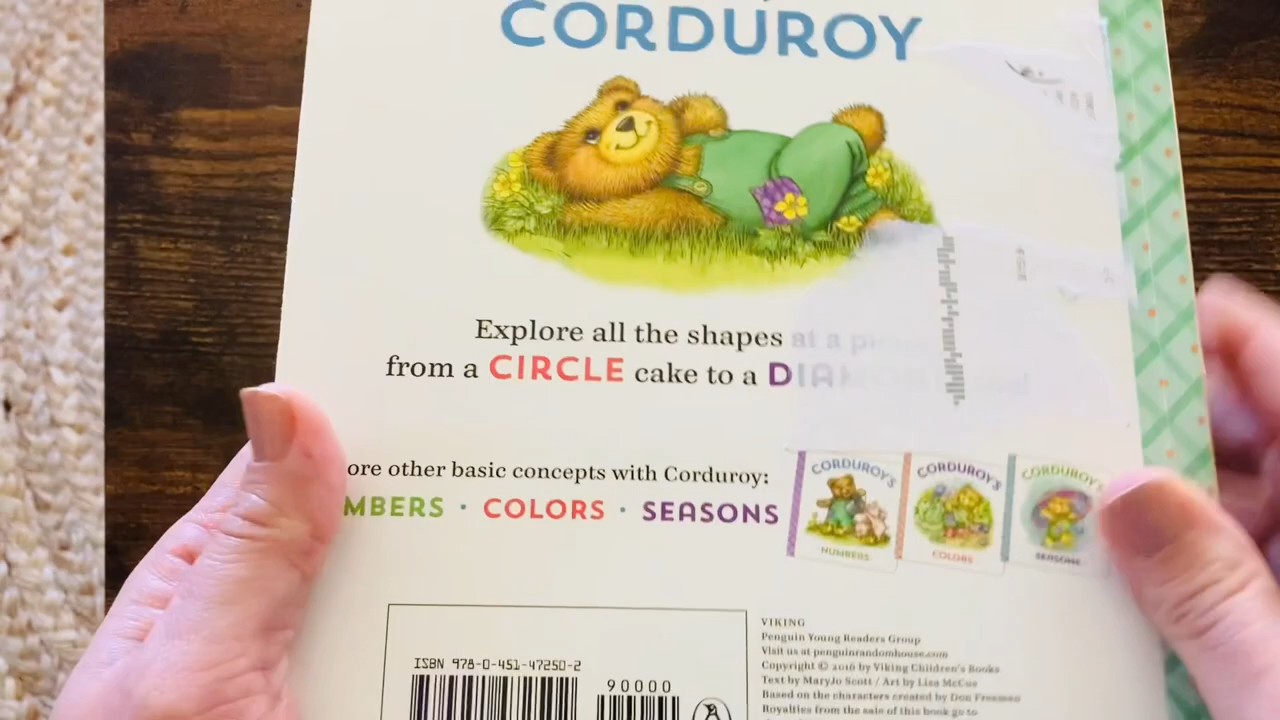 CORDUROY
Explore all the shapes at a
from a CIRCLE cake to a
ore other basic concepts with Corduroy:
MBERS · COLORS · SEASONS
CORDUROY'S
NUMBERS
CORDUROY'S
COLORS
CORDUROY'S
SEASONS
ISBN 978-0-451-47250-2
90000
VIKING
Penguin Young Readers Group
Visit us at penguinrandomhouse.com
Copyright © 2016 by Viking Children's Books
Text by MaryJo Scott / Art by Lisa McCue
Based on the characters created by Don Freeman
Royalties from the sale of this book go to